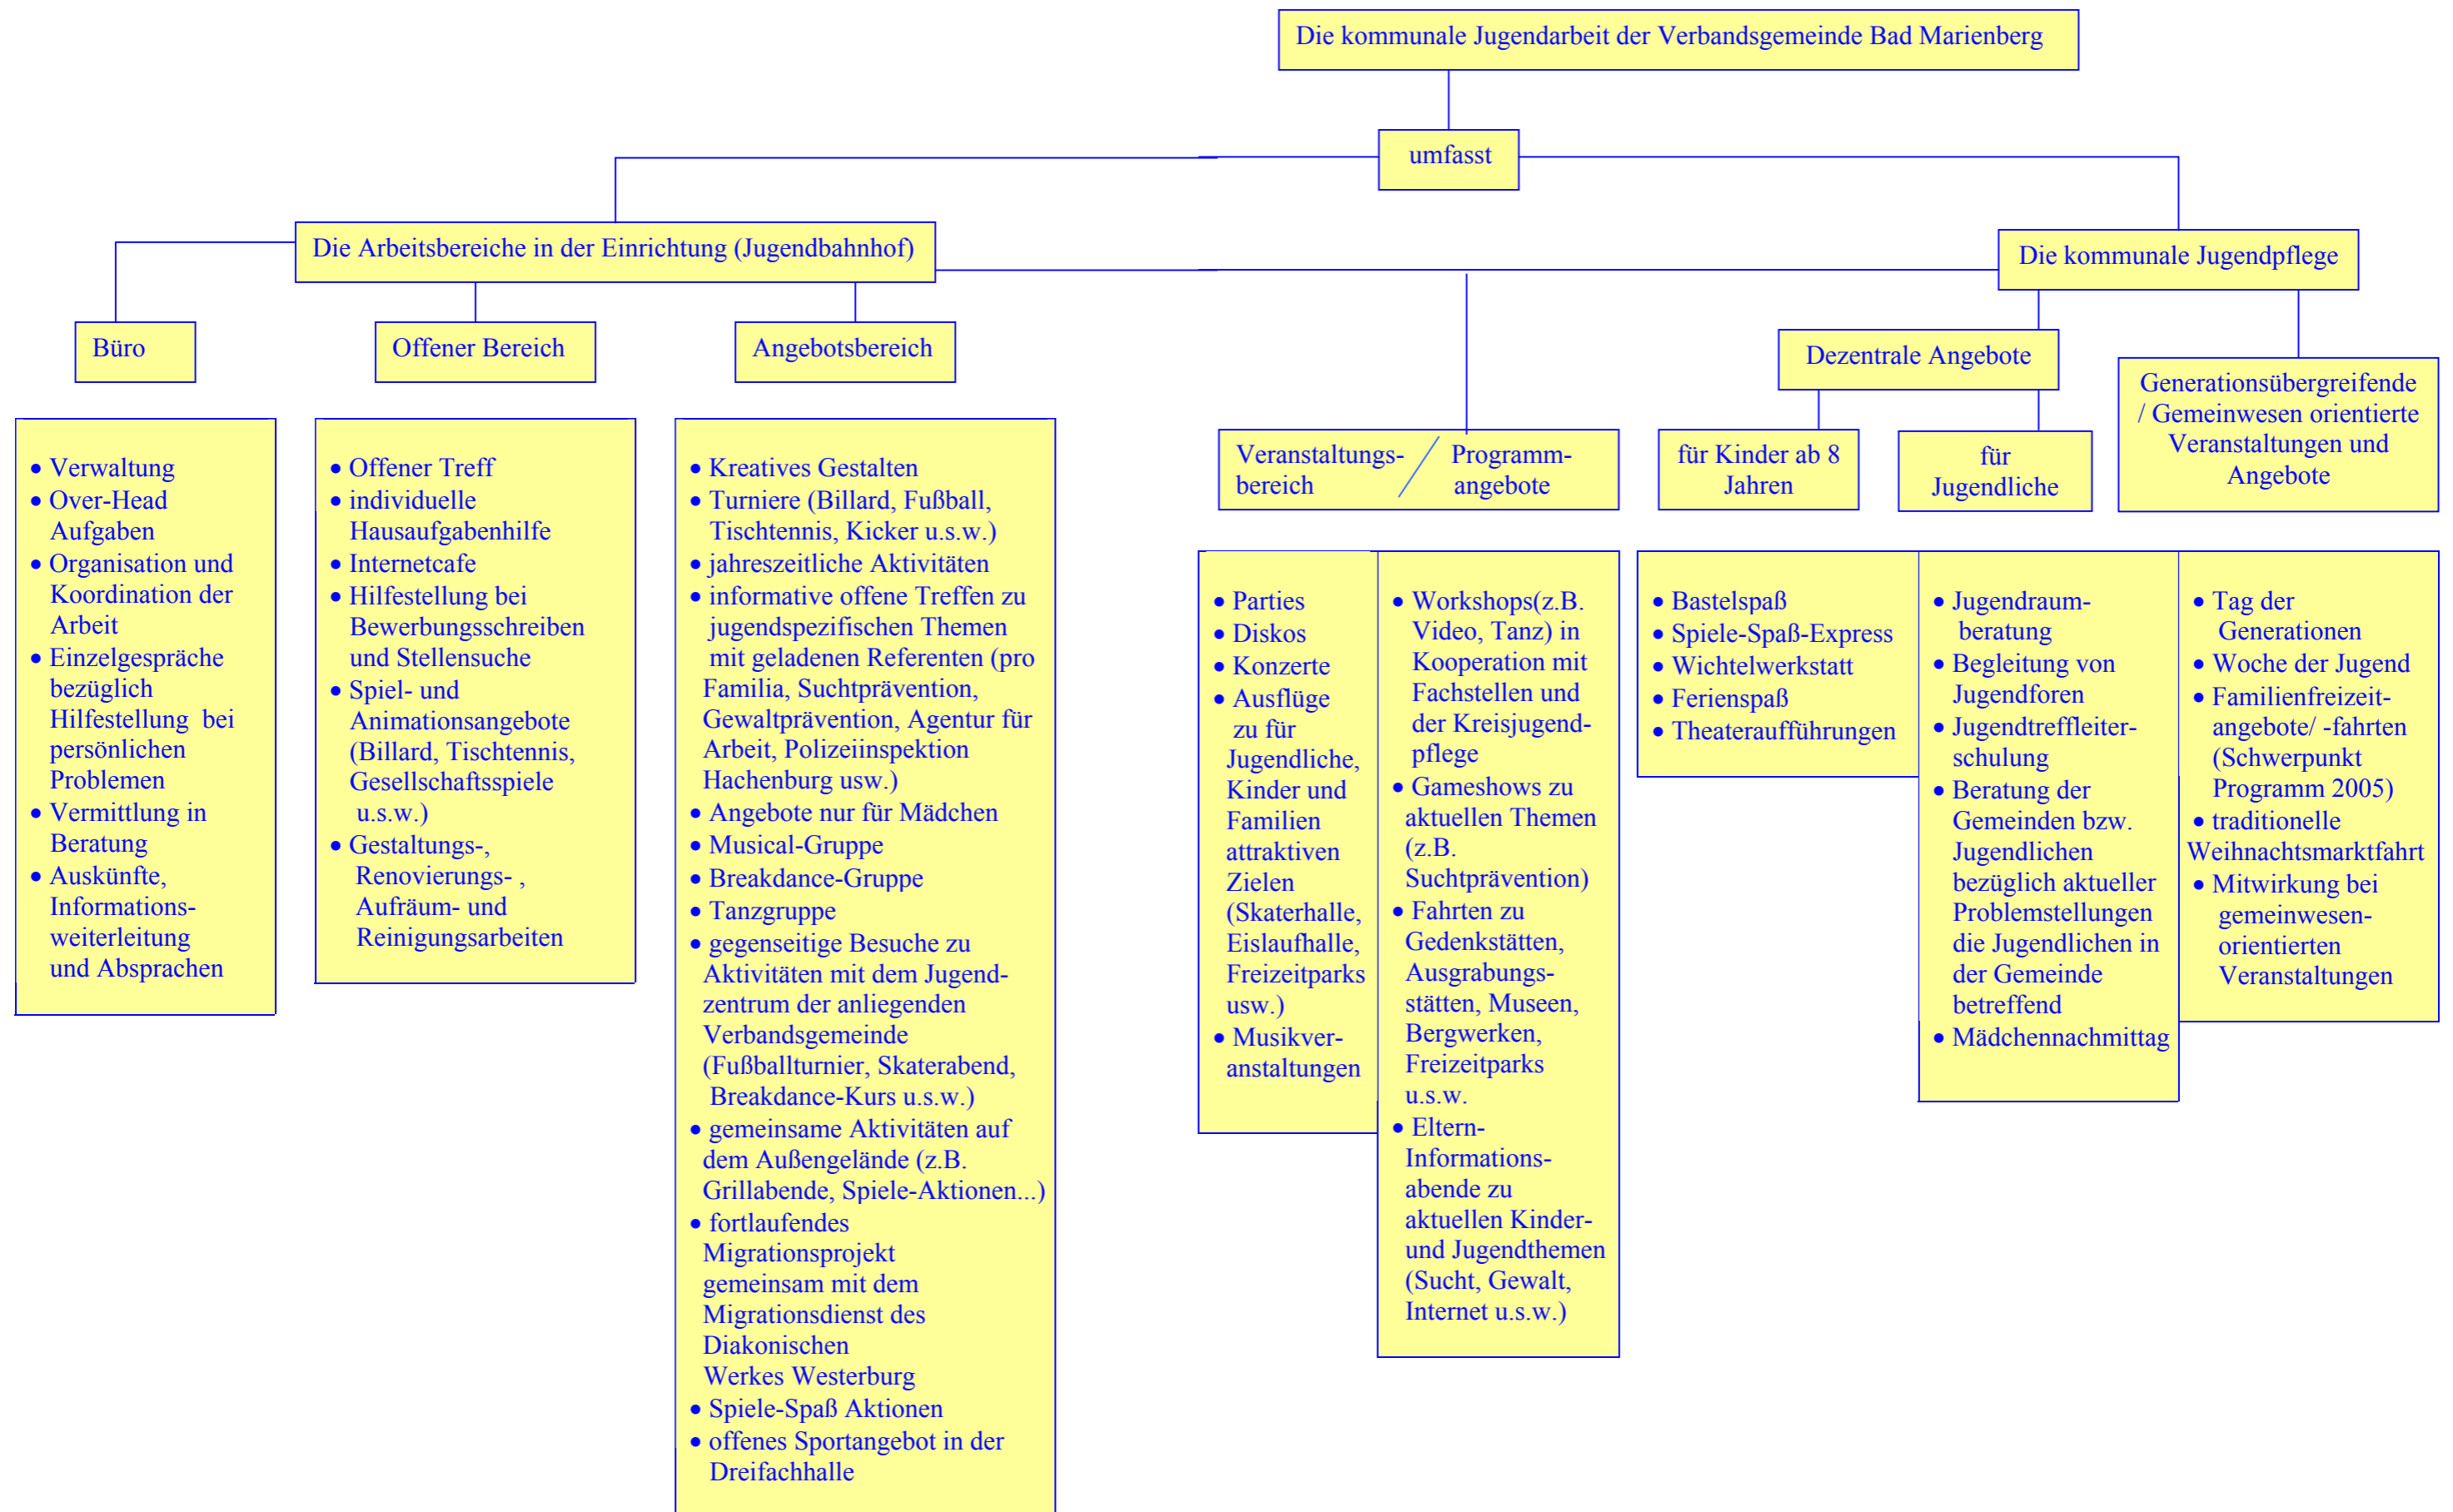 Die kommunale Jugendarbeit der Verbandsgemeinde Bad Marienberg
umfasst
Die Arbeitsbereiche in der Einrichtung (Jugendbahnhof)
Die kommunale Jugendpflege
Büro
Offener Bereich
Angebotsbereich
Dezentrale Angebote
Generationsübergreifende
/ Gemeinwesen orientierte
Veranstaltungen und
Angebote
Veranstaltungs-
bereich
Programm-
angebote
für Kinder ab 8
Jahren
für
Jugendliche
• Verwaltung
• Over-Head
Aufgaben
• Organisation und
Koordination der
Arbeit
• Einzelgespräche
bezüglich
Hilfestellung bei
persönlichen
Problemen
• Vermittlung in
Beratung
• Auskünfte,
Informations-
weiterleitung
und Absprachen
• Offener Treff
• individuelle
Hausaufgabenhilfe
• Internetcafe
• Hilfestellung bei
Bewerbungsschreiben
und Stellensuche
• Spiel- und
Animationsangebote
(Billard, Tischtennis,
Gesellschaftsspiele
u.s.w.)
• Gestaltungs-,
Renovierungs- ,
Aufräum- und
Reinigungsarbeiten
• Kreatives Gestalten
• Turniere (Billard, Fußball,
Tischtennis, Kicker u.s.w.)
• jahreszeitliche Aktivitäten
• informative offene Treffen zu
jugendspezifischen Themen
mit geladenen Referenten (pro
Familia, Suchtprävention,
Gewaltprävention, Agentur für
Arbeit, Polizeiinspektion
Hachenburg usw.)
• Angebote nur für Mädchen
• Musical-Gruppe
• Breakdance-Gruppe
• Tanzgruppe
• gegenseitige Besuche zu
Aktivitäten mit dem Jugend-
zentrum der anliegenden
Verbandsgemeinde
(Fußballturnier, Skaterabend,
Breakdance-Kurs u.s.w.)
• gemeinsame Aktivitäten auf
dem Außengelände (z.B.
Grillabende, Spiele-Aktionen...)
• fortlaufendes
Migrationsprojekt
gemeinsam mit dem
Migrationsdienst des
Diakonischen
Werkes Westerburg
• Spiele-Spaß Aktionen
• offenes Sportangebot in der
Dreifachhalle
• Parties
• Diskos
• Konzerte
• Ausflüge
zu für
Jugendliche,
Kinder und
Familien
attraktiven
Zielen
(Skaterhalle,
Eislaufhalle,
Freizeitparks
usw.)
• Musikver-
anstaltungen
• Workshops(z.B.
Video, Tanz) in
Kooperation mit
Fachstellen und
der Kreisjugend-
pflege
• Gameshows zu
aktuellen Themen
(z.B.
Suchtprävention)
• Fahrten zu
Gedenkstätten,
Ausgrabungs-
stätten, Museen,
Bergwerken,
Freizeitparks
u.s.w.
• Eltern-
Informations-
abende zu
aktuellen Kinder-
und Jugendthemen
(Sucht, Gewalt,
Internet u.s.w.)
• Bastelspaß
• Spiele-Spaß-Express
• Wichtelwerkstatt
• Ferienspaß
• Theateraufführungen
• Jugendraum-
beratung
• Begleitung von
Jugendforen
• Jugendtreffleiter-
schulung
• Beratung der
Gemeinden bzw.
Jugendlichen
bezüglich aktueller
Problemstellungen
die Jugendlichen in
der Gemeinde
betreffend
• Mädchennachmittag
• Tag der
Generationen
• Woche der Jugend
• Familienfreizeit-
angebote/ -fahrten
(Schwerpunkt
Programm 2005)
• traditionelle
Weihnachtsmarktfahrt
• Mitwirkung bei
gemeinwesen-
orientierten
Veranstaltungen